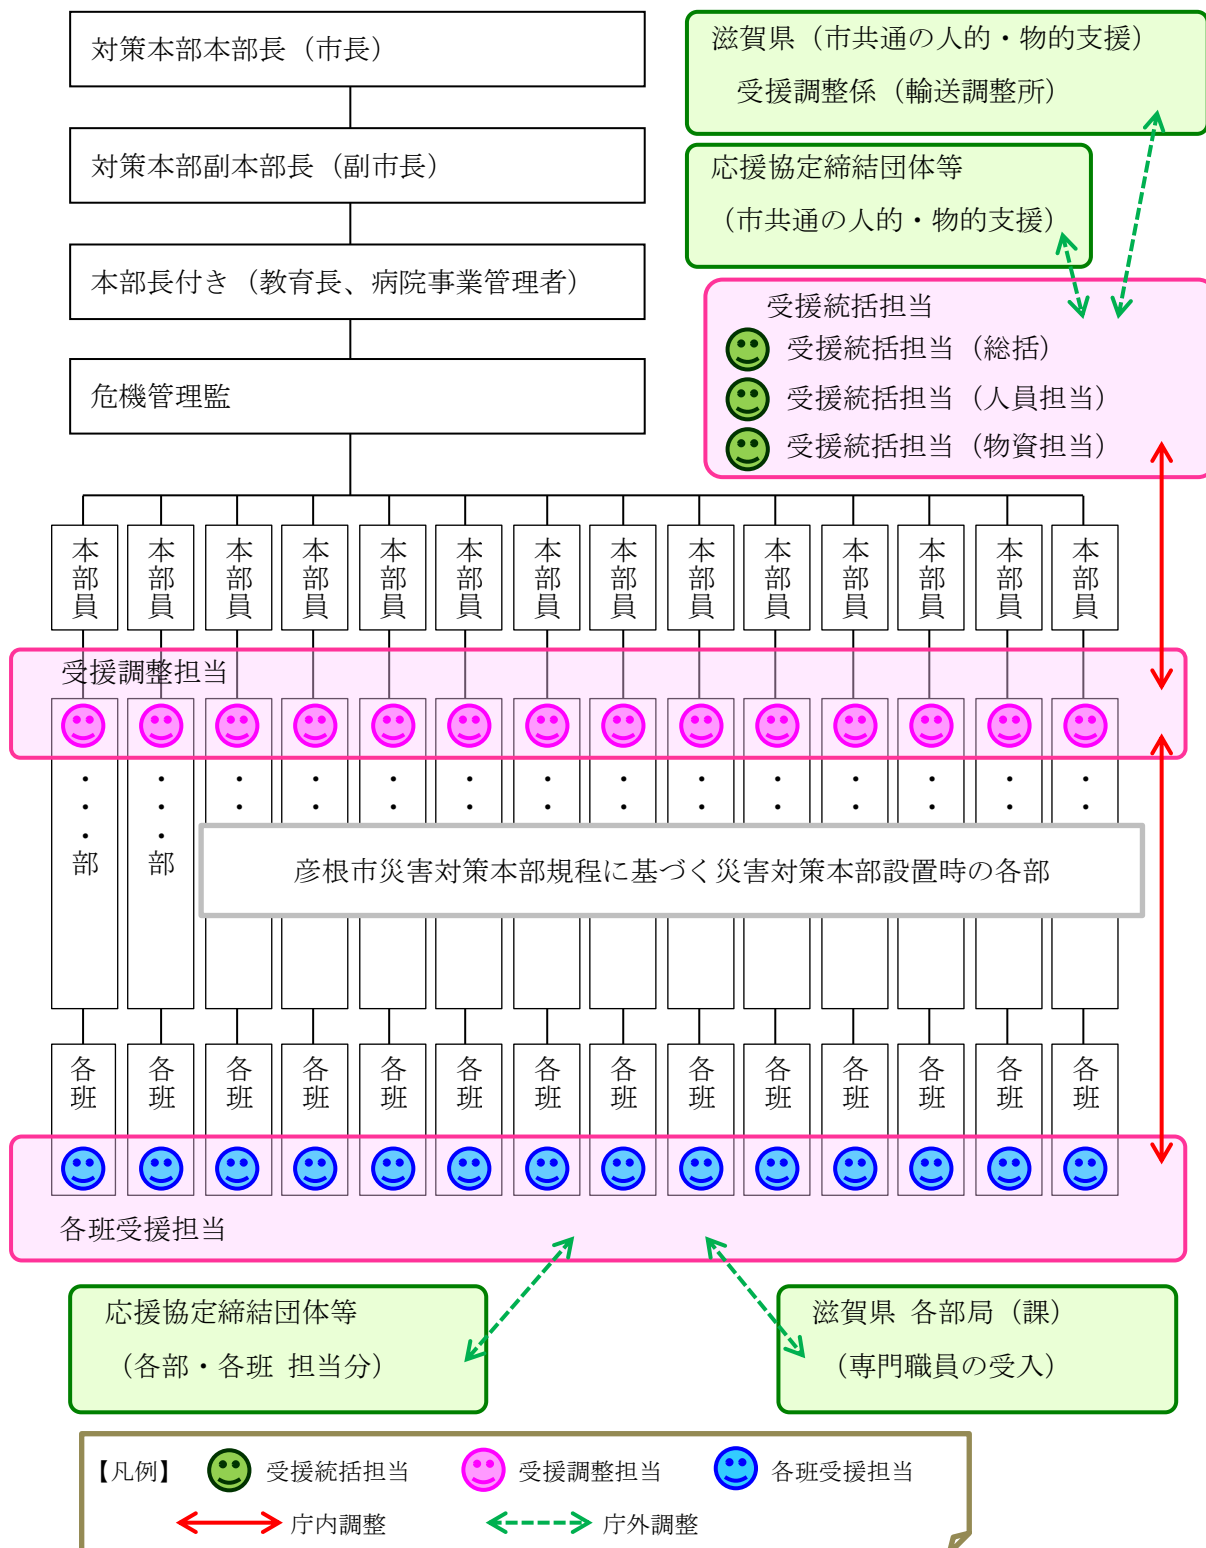 対策本部本部長（市長）
対策本部副本部長（副市長）
本部長付き（教育長、病院事業管理者）
危機管理監
滋賀県（市共通の人的・物的支援）
受援調整係（輸送調整所）
応援協定締結団体等
（市共通の人的・物的支援）
受援統括担当
受援統括担当（総括）
受援統括担当（人員担当）
受援統括担当（物資担当）
本部員
本部員
本部員
本部員
本部員
本部員
本部員
本部員
本部員
本部員
本部員
本部員
本部員
本部員
受援調整担当
・・・部
・・・部
・・
・・
・・
・・
・・
・・
・・
・・
・・
・・
・・
・・
彦根市災害対策本部規程に基づく災害対策本部設置時の各部
各班
各班
各班
各班
各班
各班
各班
各班
各班
各班
各班
各班
各班
各班
各班受援担当
応援協定締結団体等
（各部・各班 担当分）
滋賀県 各部局（課）
（専門職員の受入）
【凡例】 受援統括担当 受援調整担当 各班受援担当
庁内調整 庁外調整